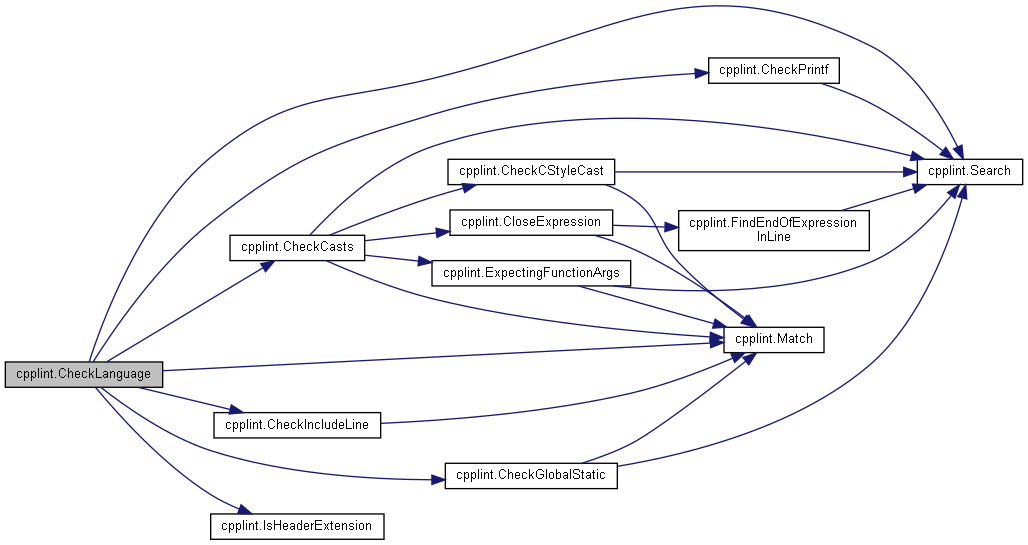 cpplint.CheckPrintf
cpplint.CheckCStyleCast
cpplint.Search
cpplint.CloseExpression
cpplint.FindEndOfExpression
InLine
cpplint.CheckCasts
cpplint.ExpectingFunctionArgs
cpplint.Match
cpplint.CheckLanguage
cpplint.CheckIncludeLine
cpplint.CheckGlobalStatic
cpplint.IsHeaderExtension